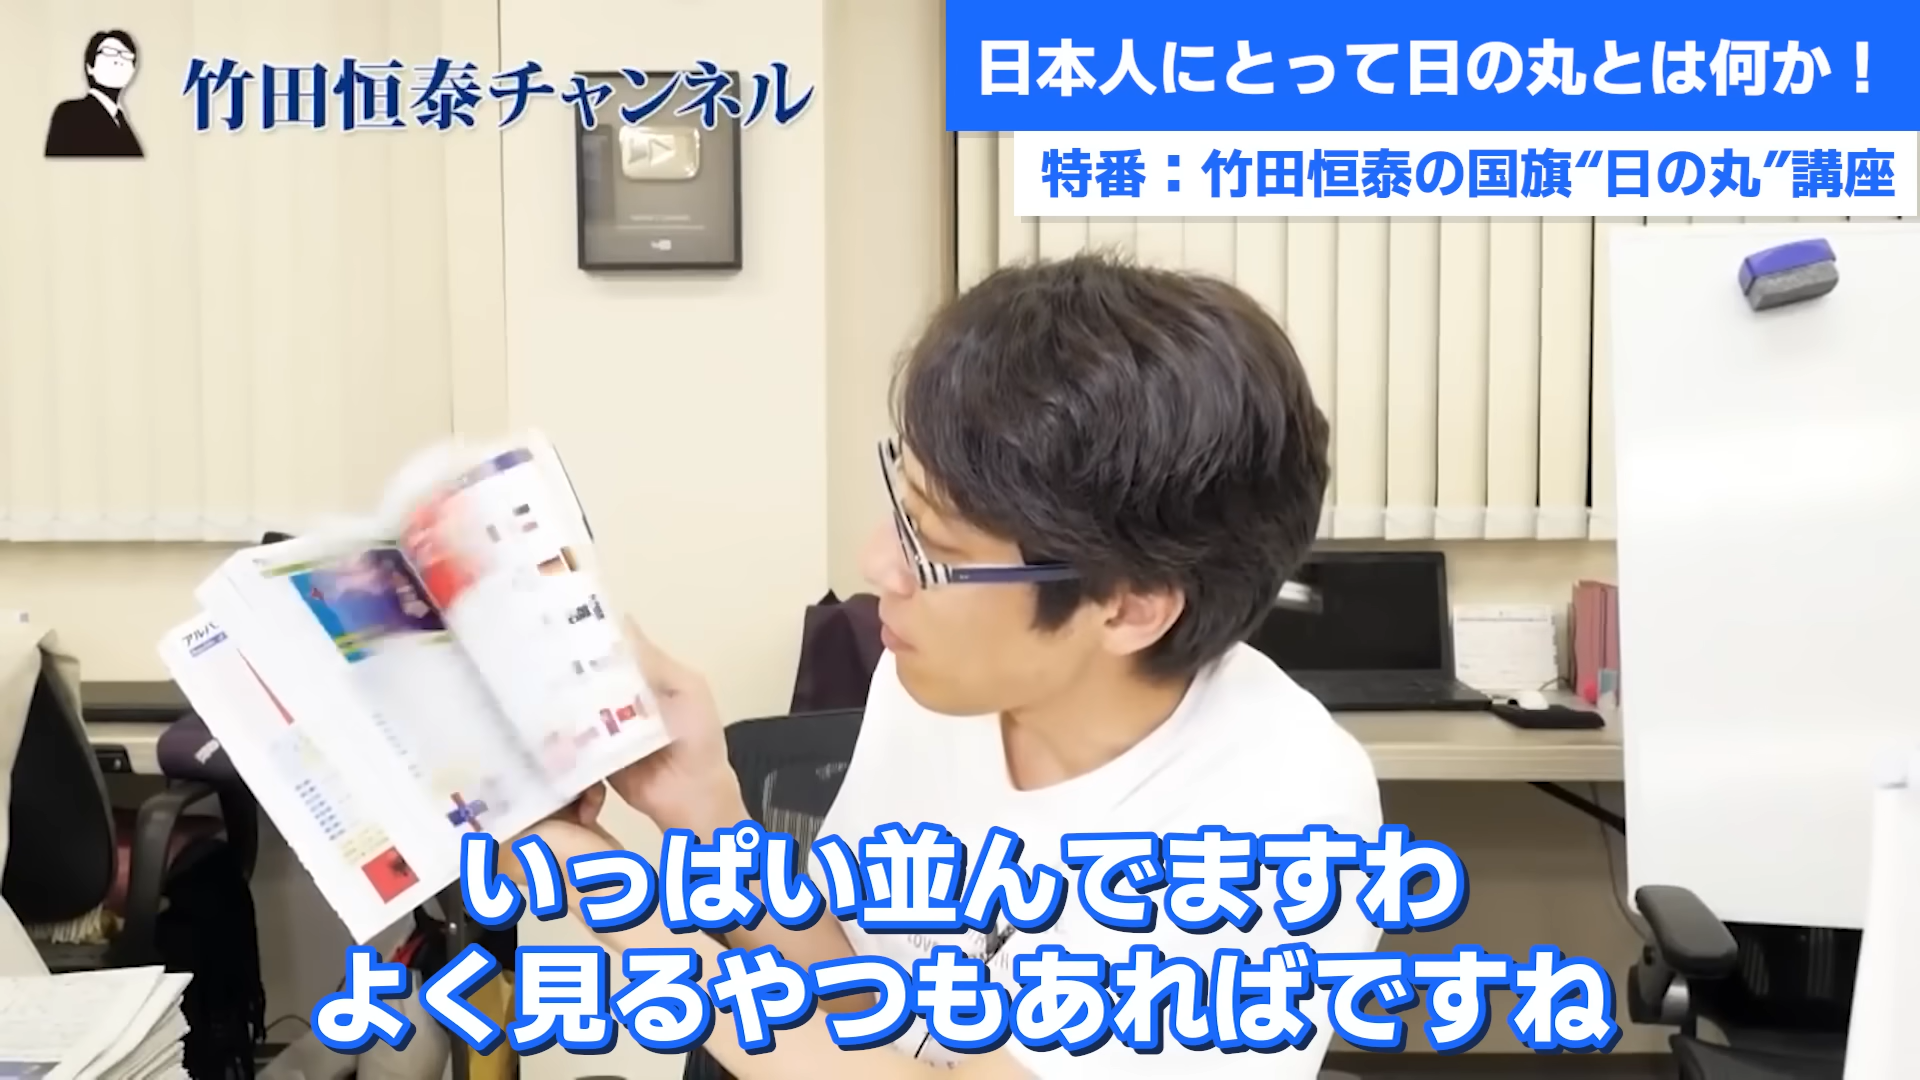 竹田恒泰チャンネル
日本人にとって日の丸とは何か！
特番：竹田恒泰の国旗“日の丸”講座
いっぱい並んでますわ
よく見るやつもあればですね